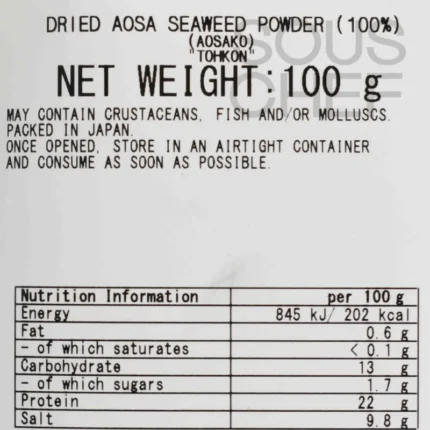 SOUS
CHEF
DRIED AOSA SEAWEED POWDER (100%)
(AOSAKO)
"TOHKON"
NET WEIGHT:100 g
MAY CONTAIN CRUSTACEANS, FISH AND/OR MOLLUSCS.
PACKED IN JAPAN.
ONCE OPENED, STORE IN AN AIRTIGHT CONTAINER
AND CONSUME AS SOON AS POSSIBLE.
Nutrition Information per 100 g
Energy 845 kJ/ 202 kcal
Fat 0.6 g
- of which saturates < 0.1 g
Carbohydrate 13 g
- of which sugars 1.7 g
Protein 22 g
Salt 9.8 g